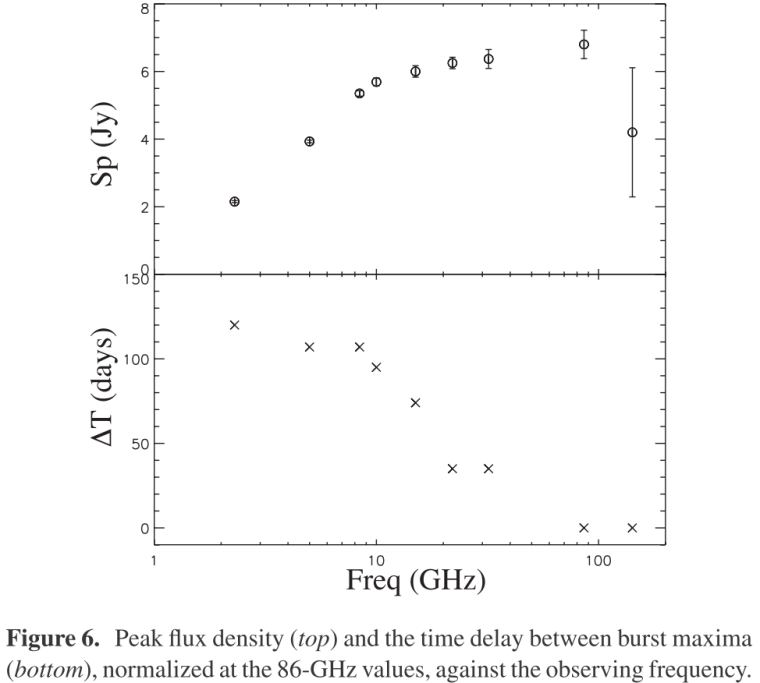 8
6
Sp (Jy)
4
2
0
150
100
ΔT (days)
50
0
1 10 100
Freq (GHz)
Figure 6. Peak flux density (top) and the time delay between burst maxima
(bottom), normalized at the 86-GHz values, against the observing frequency.